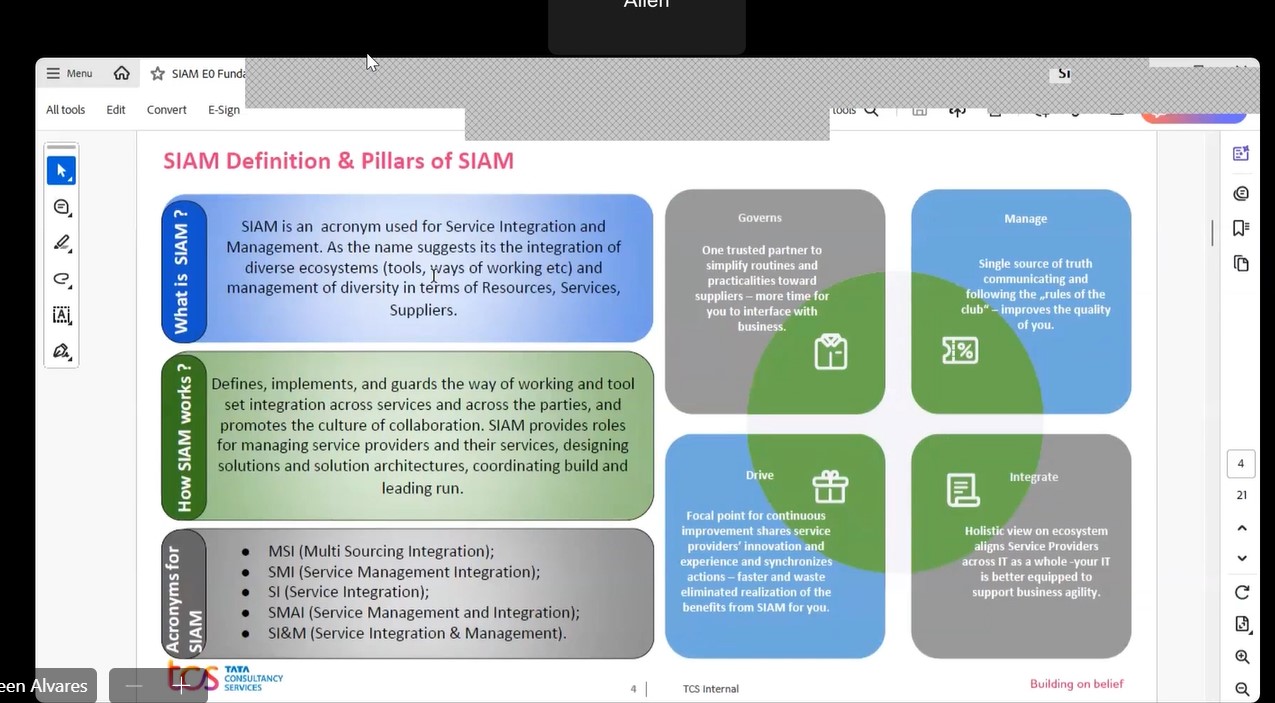 Allen
Menu
SIAM E0 Funda
All tools
Edit
Convert
E-Sign
tools
SIAM Definition & Pillars of SIAM
What is SIAM ?
SIAM is an acronym used for Service Integration and
Management. As the name suggests its the integration of
diverse ecosystems (tools, ways of working etc) and
management of diversity in terms of Resources, Services,
Suppliers.
How SIAM works ?
Defines, implements, and guards the way of working and tool
set integration across services and across the parties, and
promotes the culture of collaboration. SIAM provides roles
for managing service providers and their services, designing
solutions and solution architectures, coordinating build and
leading run.
Acronyms for
SIAM
● MSI (Multi Sourcing Integration);
● SMI (Service Management Integration);
● SI (Service Integration);
● SMAI (Service Management and Integration);
● SI&M (Service Integration & Management).
Governs
One trusted partner to
simplify routines and
practicalities toward
suppliers – more time for
you to interface with
business.
Manage
Single source of truth
communicating and
following the „rules of the
club“ – improves the quality
of you.
Drive
Focal point for continuous
improvement shares service
providers’ innovation and
experience and synchronizes
actions – faster and waste
eliminated realization of the
benefits from SIAM for you.
Integrate
Holistic view on ecosystem
aligns Service Providers
across IT as a whole -your IT
is better equipped to
support business agility.
4
21
tcs TATA
CONSULTANCY
SERVICES
4
TCS Internal
Building on belief
een Alvares